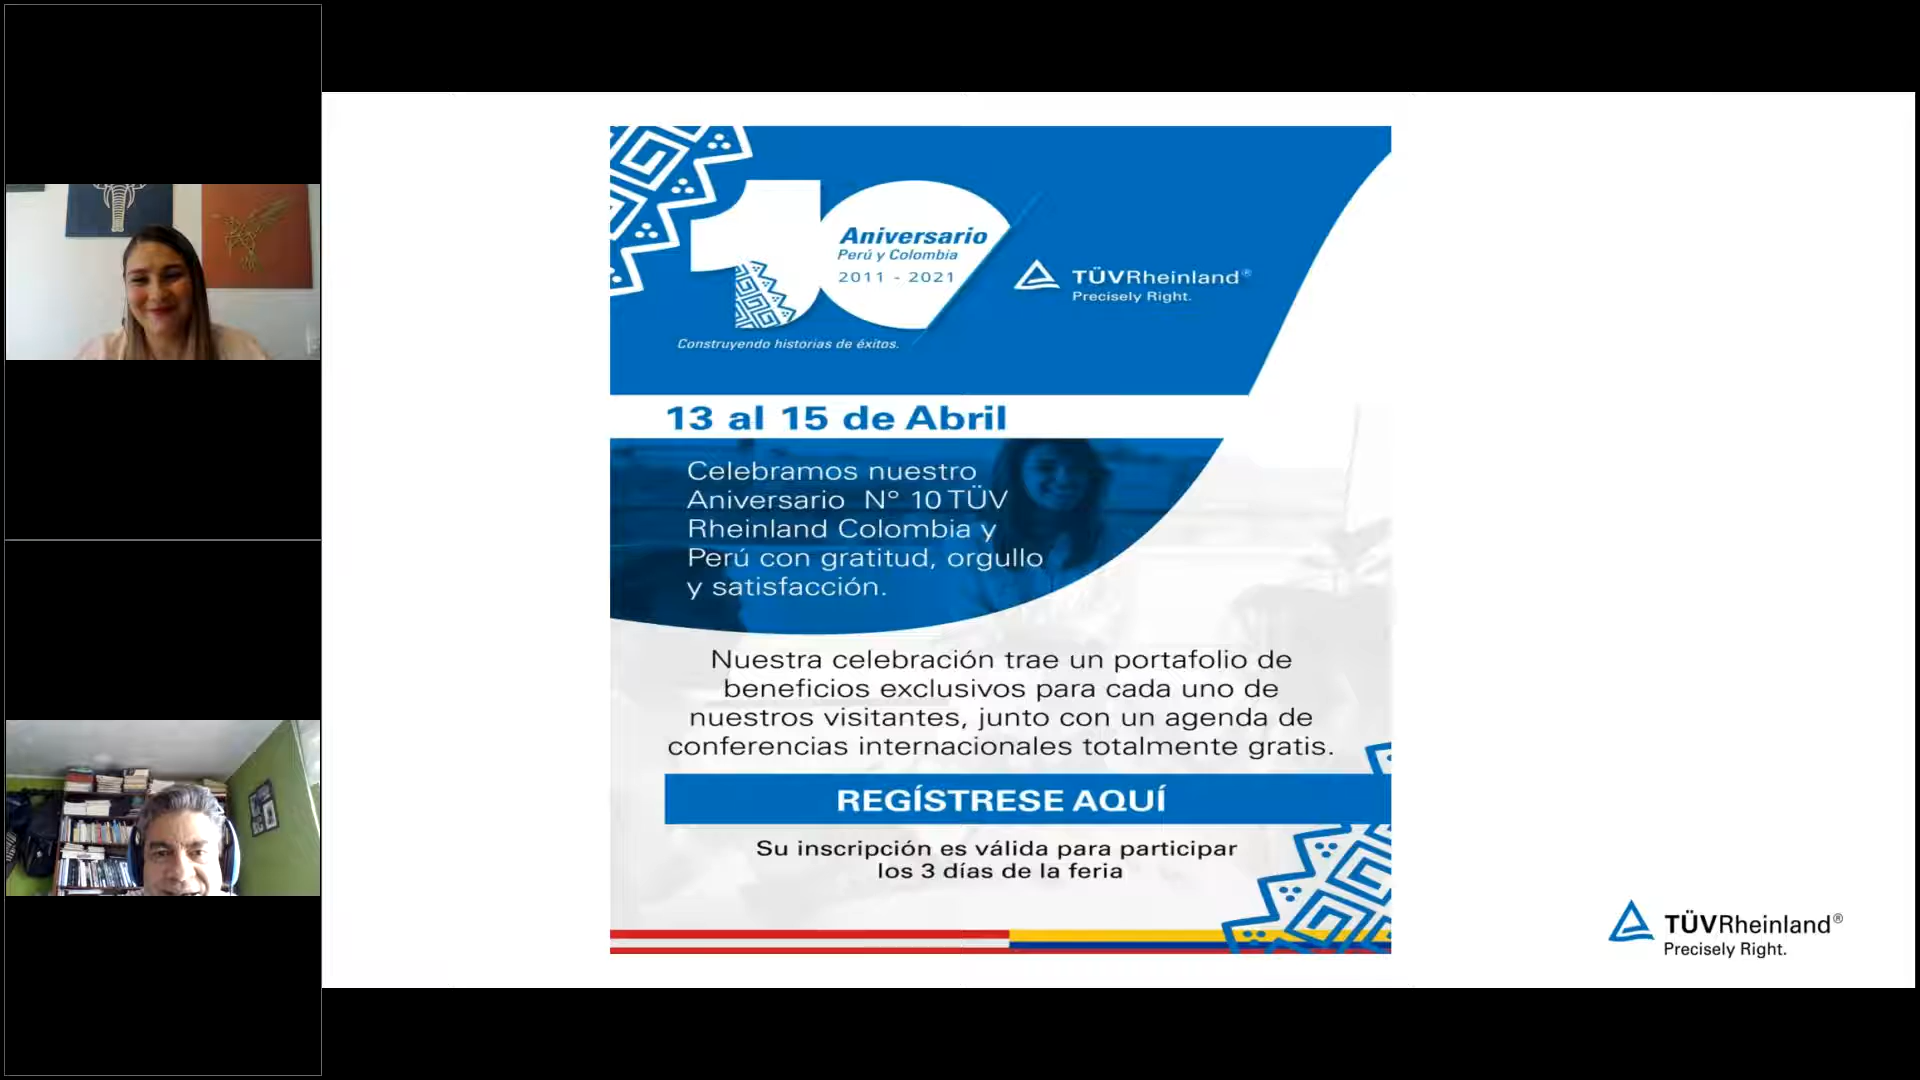 10
Aniversario
Perú y Colombia
2011 - 2021
TÜVRheinland®
Precisely Right.
Construyendo historias de éxitos.
13 al 15 de Abril
Celebramos nuestro
Aniversario N° 10 TÜV
Rheinland Colombia y
Perú con gratitud, orgullo
y satisfacción.
Nuestra celebración trae un portafolio de
beneficios exclusivos para cada uno de
nuestros visitantes, junto con un agenda de
conferencias internacionales totalmente gratis.
REGÍSTRESE AQUÍ
Su inscripción es válida para participar
los 3 días de la feria
TÜVRheinland®
Precisely Right.